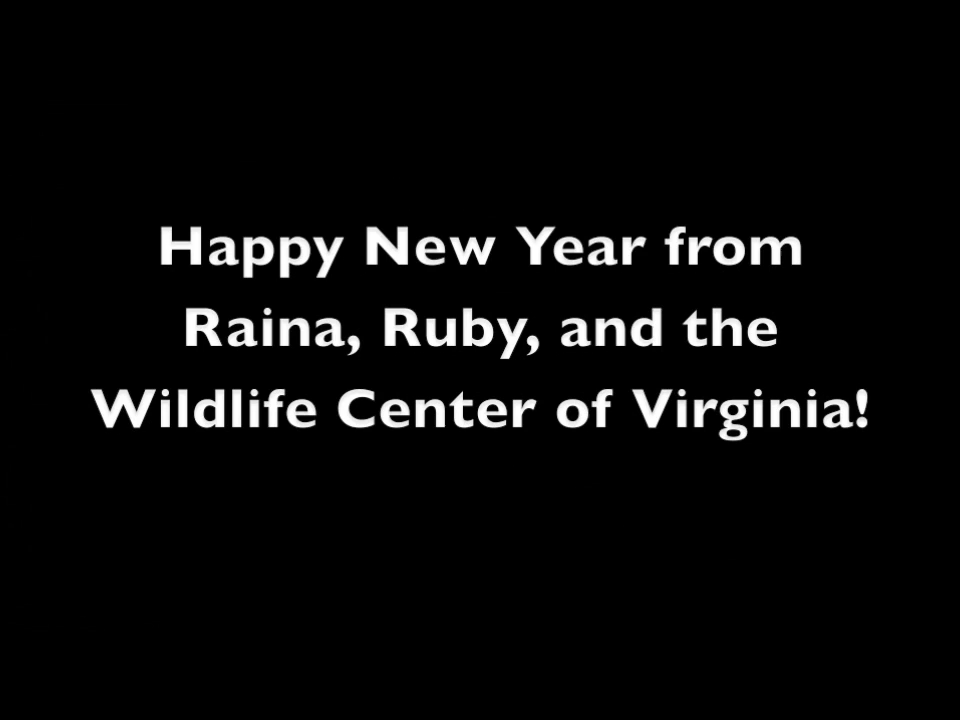 Happy New Year from
Raina, Ruby, and the
Wildlife Center of Virginia!